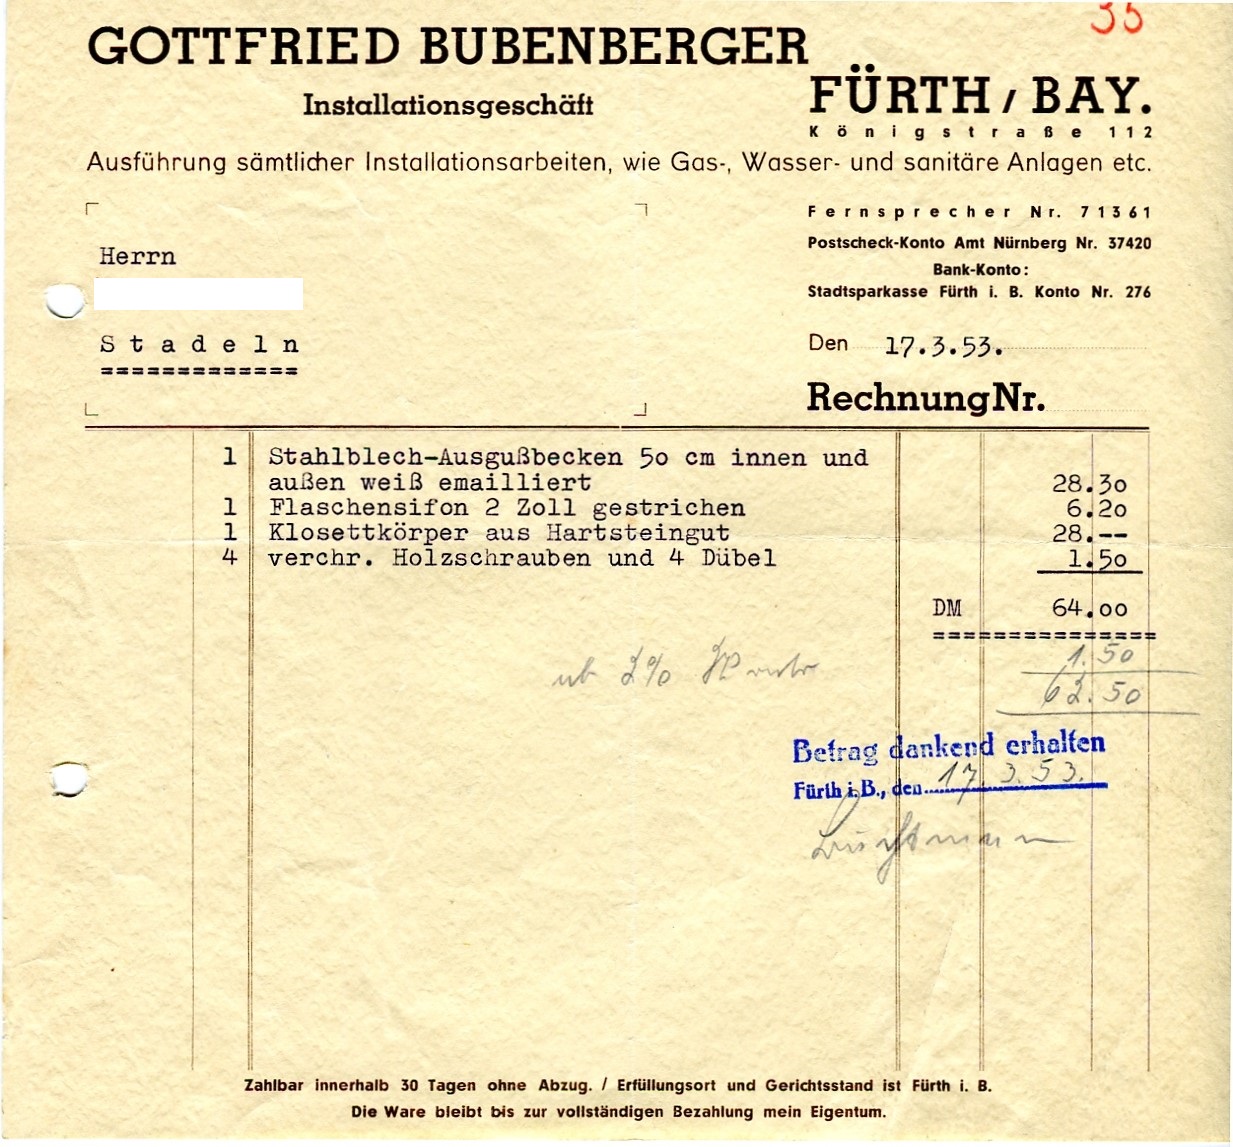 35
GOTTFRIED BUBENBERGER
Installationsgeschäft
FÜRTH / BAY.
Königstraße 112
Ausführung sämtlicher Installationsarbeiten, wie Gas-, Wasser- und sanitäre Anlagen etc.
Fernsprecher Nr. 71361
Postscheck-Konto Amt Nürnberg Nr. 37420
Bank-Konto:
Stadtsparkasse Fürth i. B. Konto Nr. 276
Herrn
Stadeln
=============
Den 17.3.53.
Rechnung Nr.
1 Stahlblech-Ausgußbecken 50 cm innen und
außen weiß emailliert 28.30
1 Flaschensifon 2 Zoll gestrichen 6.20
1 Klosettkörper aus Hartsteingut 28.--
4 verchr. Holzschrauben und 4 Dübel 1.50
DM 64.00
===============
ab 2% 1.50
62.50
Betrag dankend erhalten
Fürth i.B., den 17.3.53.
Zahlbar innerhalb 30 Tagen ohne Abzug. / Erfüllungsort und Gerichtsstand ist Fürth i. B.
Die Ware bleibt bis zur vollständigen Bezahlung mein Eigentum.